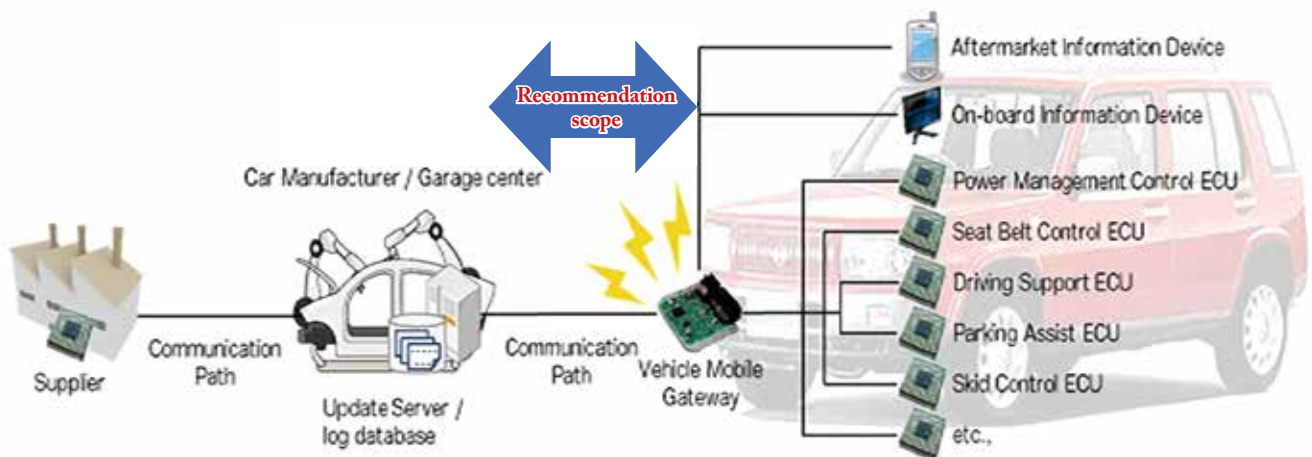 Recommendation
scope
Aftermarket Information Device
On-board Information Device
Car Manufacturer / Garage center
Power Management Control ECU
Seat Belt Control ECU
Driving Support ECU
Parking Assist ECU
Skid Control ECU
etc.,
Supplier
Communication
Path
Update Server /
log database
Communication
Path
Vehicle Mobile
Gateway